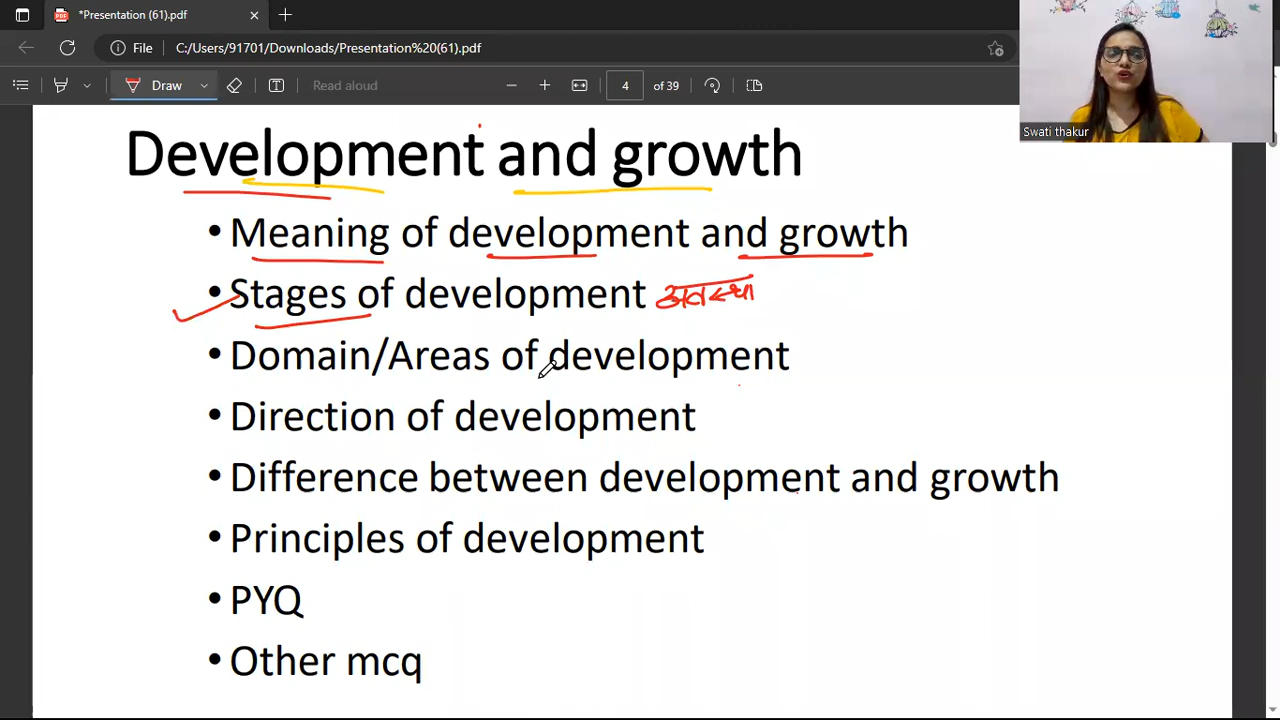 *Presentation (61).pdf
File C:/Users/91701/Downloads/Presentation%20(61).pdf
Draw Read aloud 4 of 39
Swati thakur
Development and growth
• Meaning of development and growth
• Stages of development अवस्था
• Domain/Areas of development
• Direction of development
• Difference between development and growth
• Principles of development
• PYQ
• Other mcq